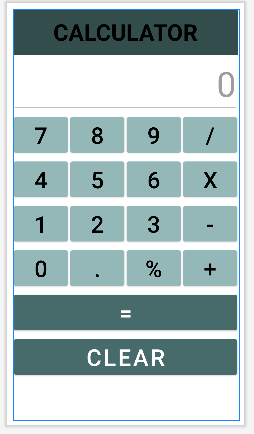 CALCULATOR
0
7 8 9 /
4 5 6 X
1 2 3 -
0 . % +
=
CLEAR